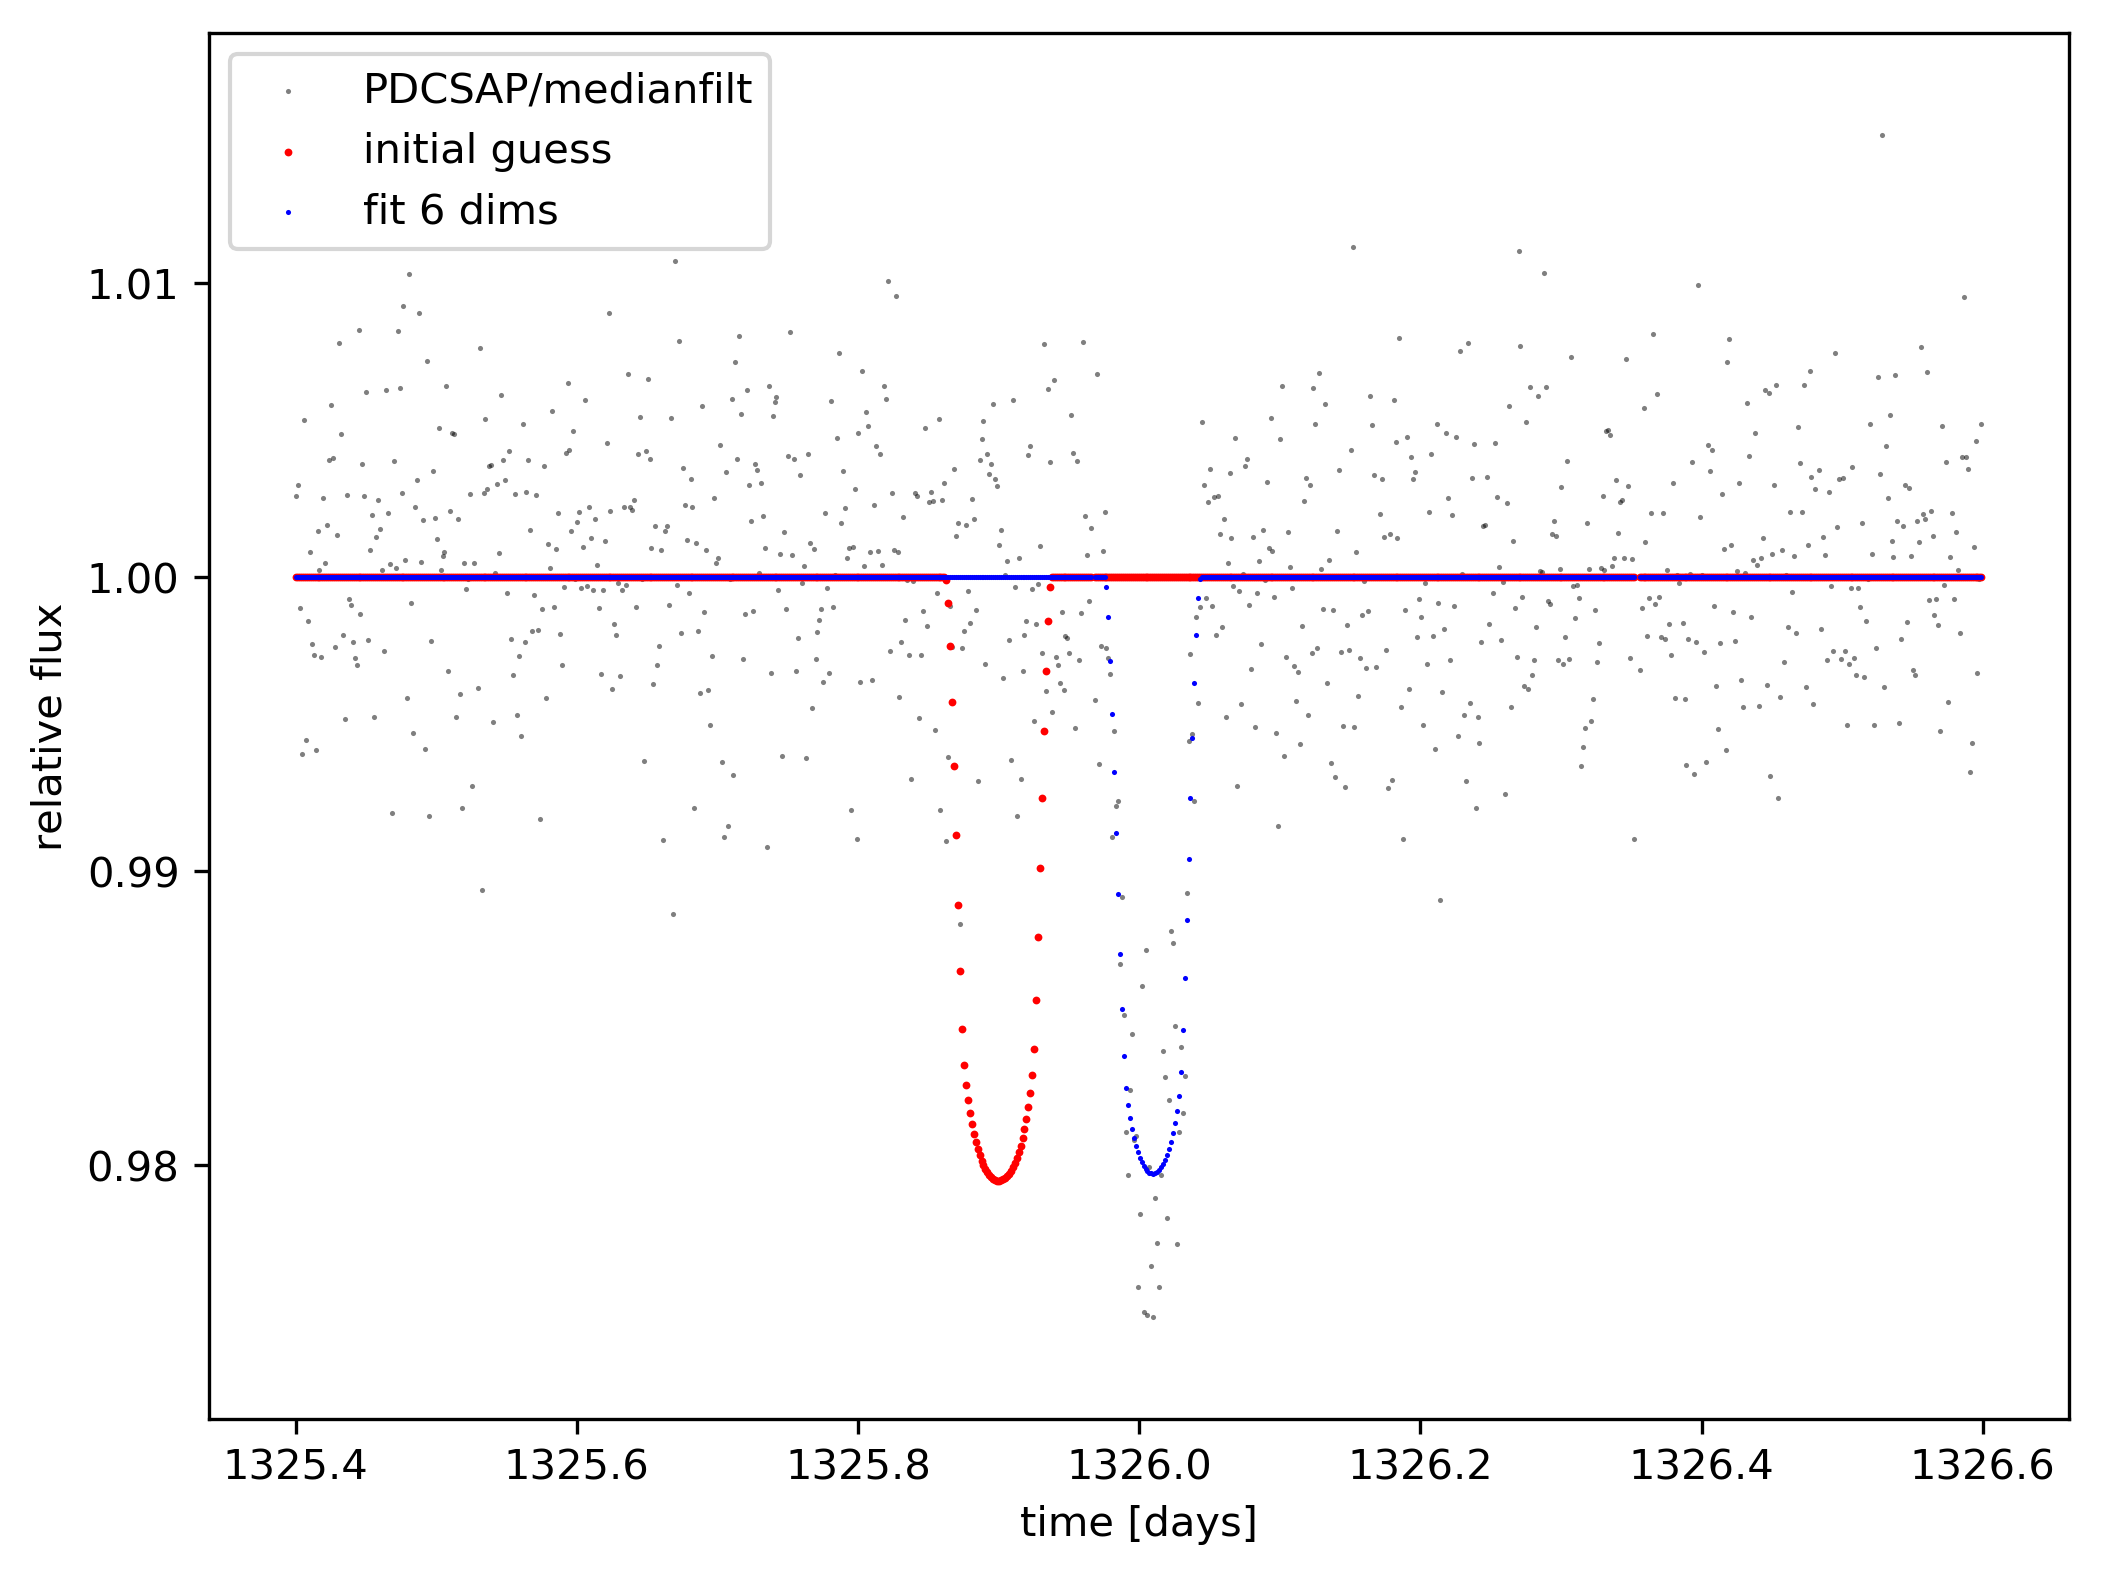 PDCSAP/medianfilt
initial guess
fit 6 dims
1.01
1.00
0.99
0.98
relative flux
1325.4 1325.6 1325.8 1326.0 1326.2 1326.4 1326.6
time [days]